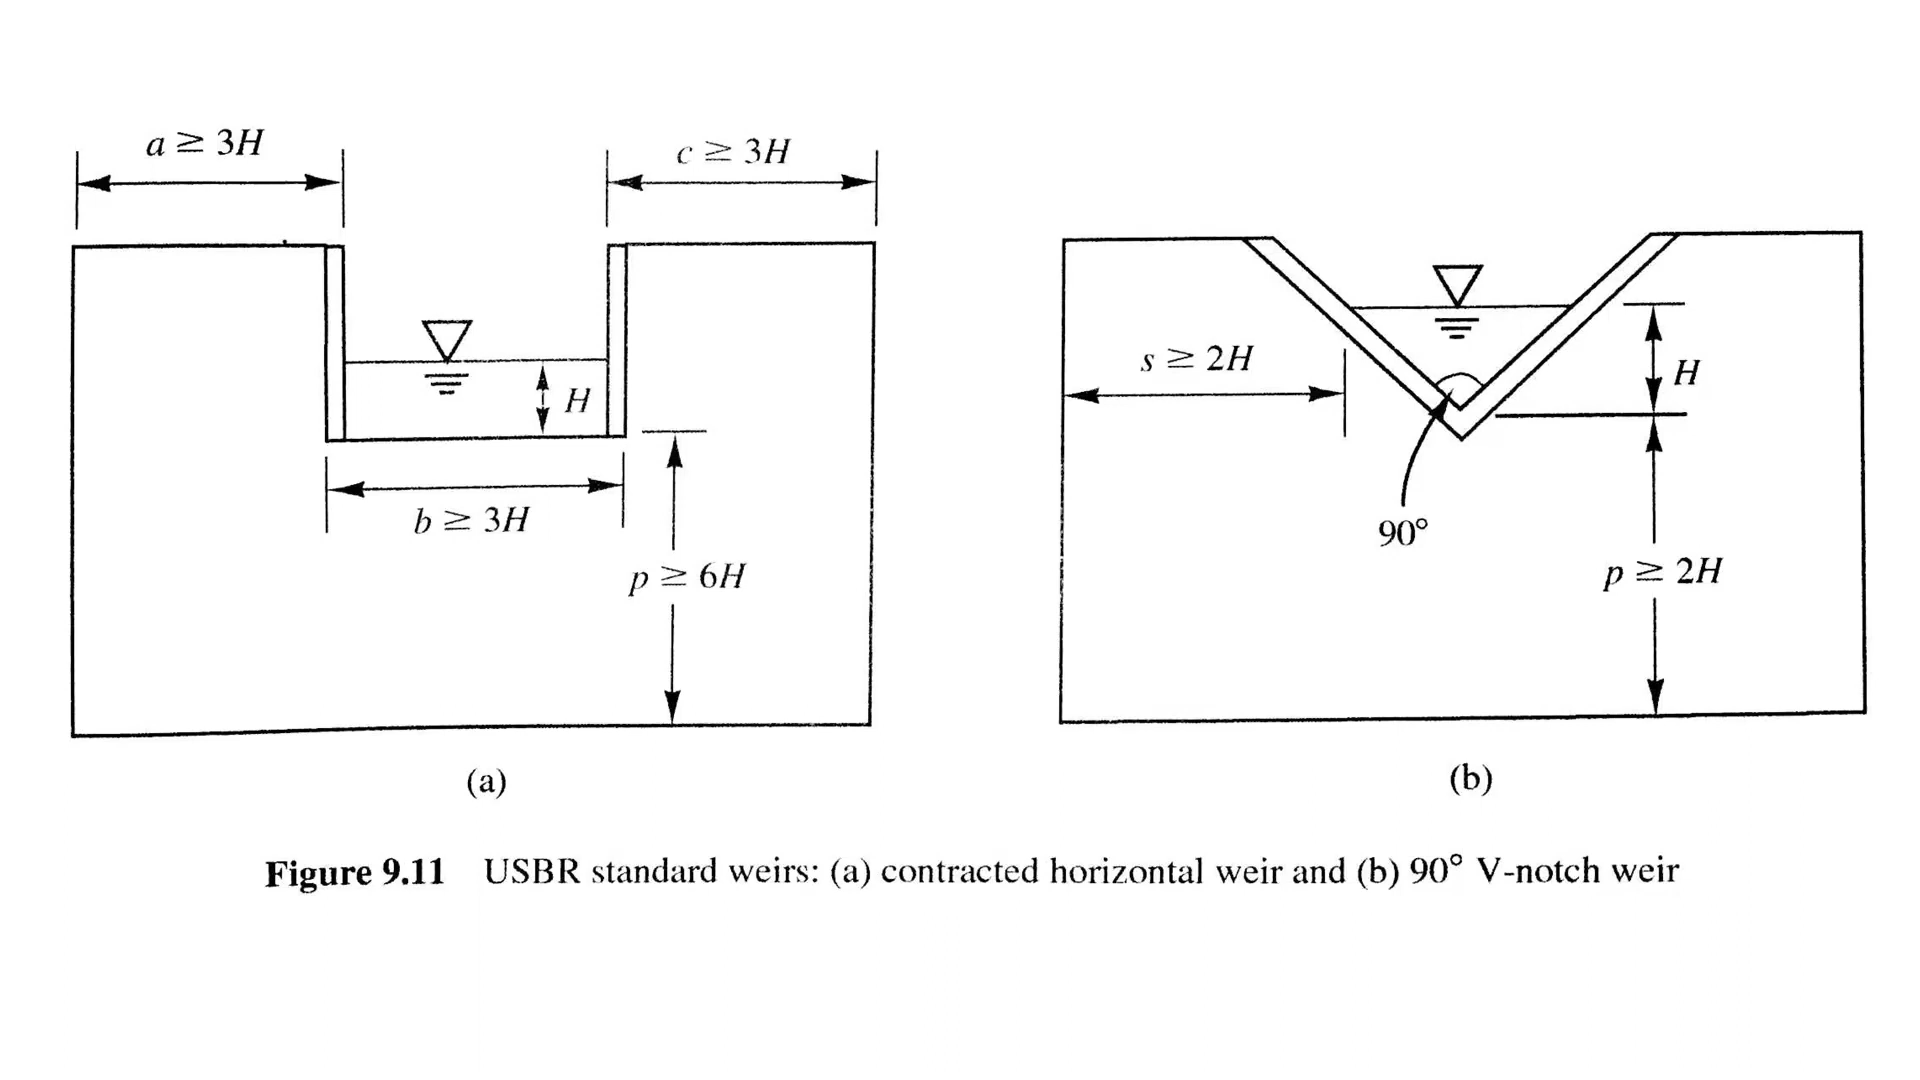 a ≥ 3H
c ≥ 3H
H
b ≥ 3H
p ≥ 6H
s ≥ 2H
H
90°
p ≥ 2H
(a)
(b)
Figure 9.11 USBR standard weirs: (a) contracted horizontal weir and (b) 90° V-notch weir